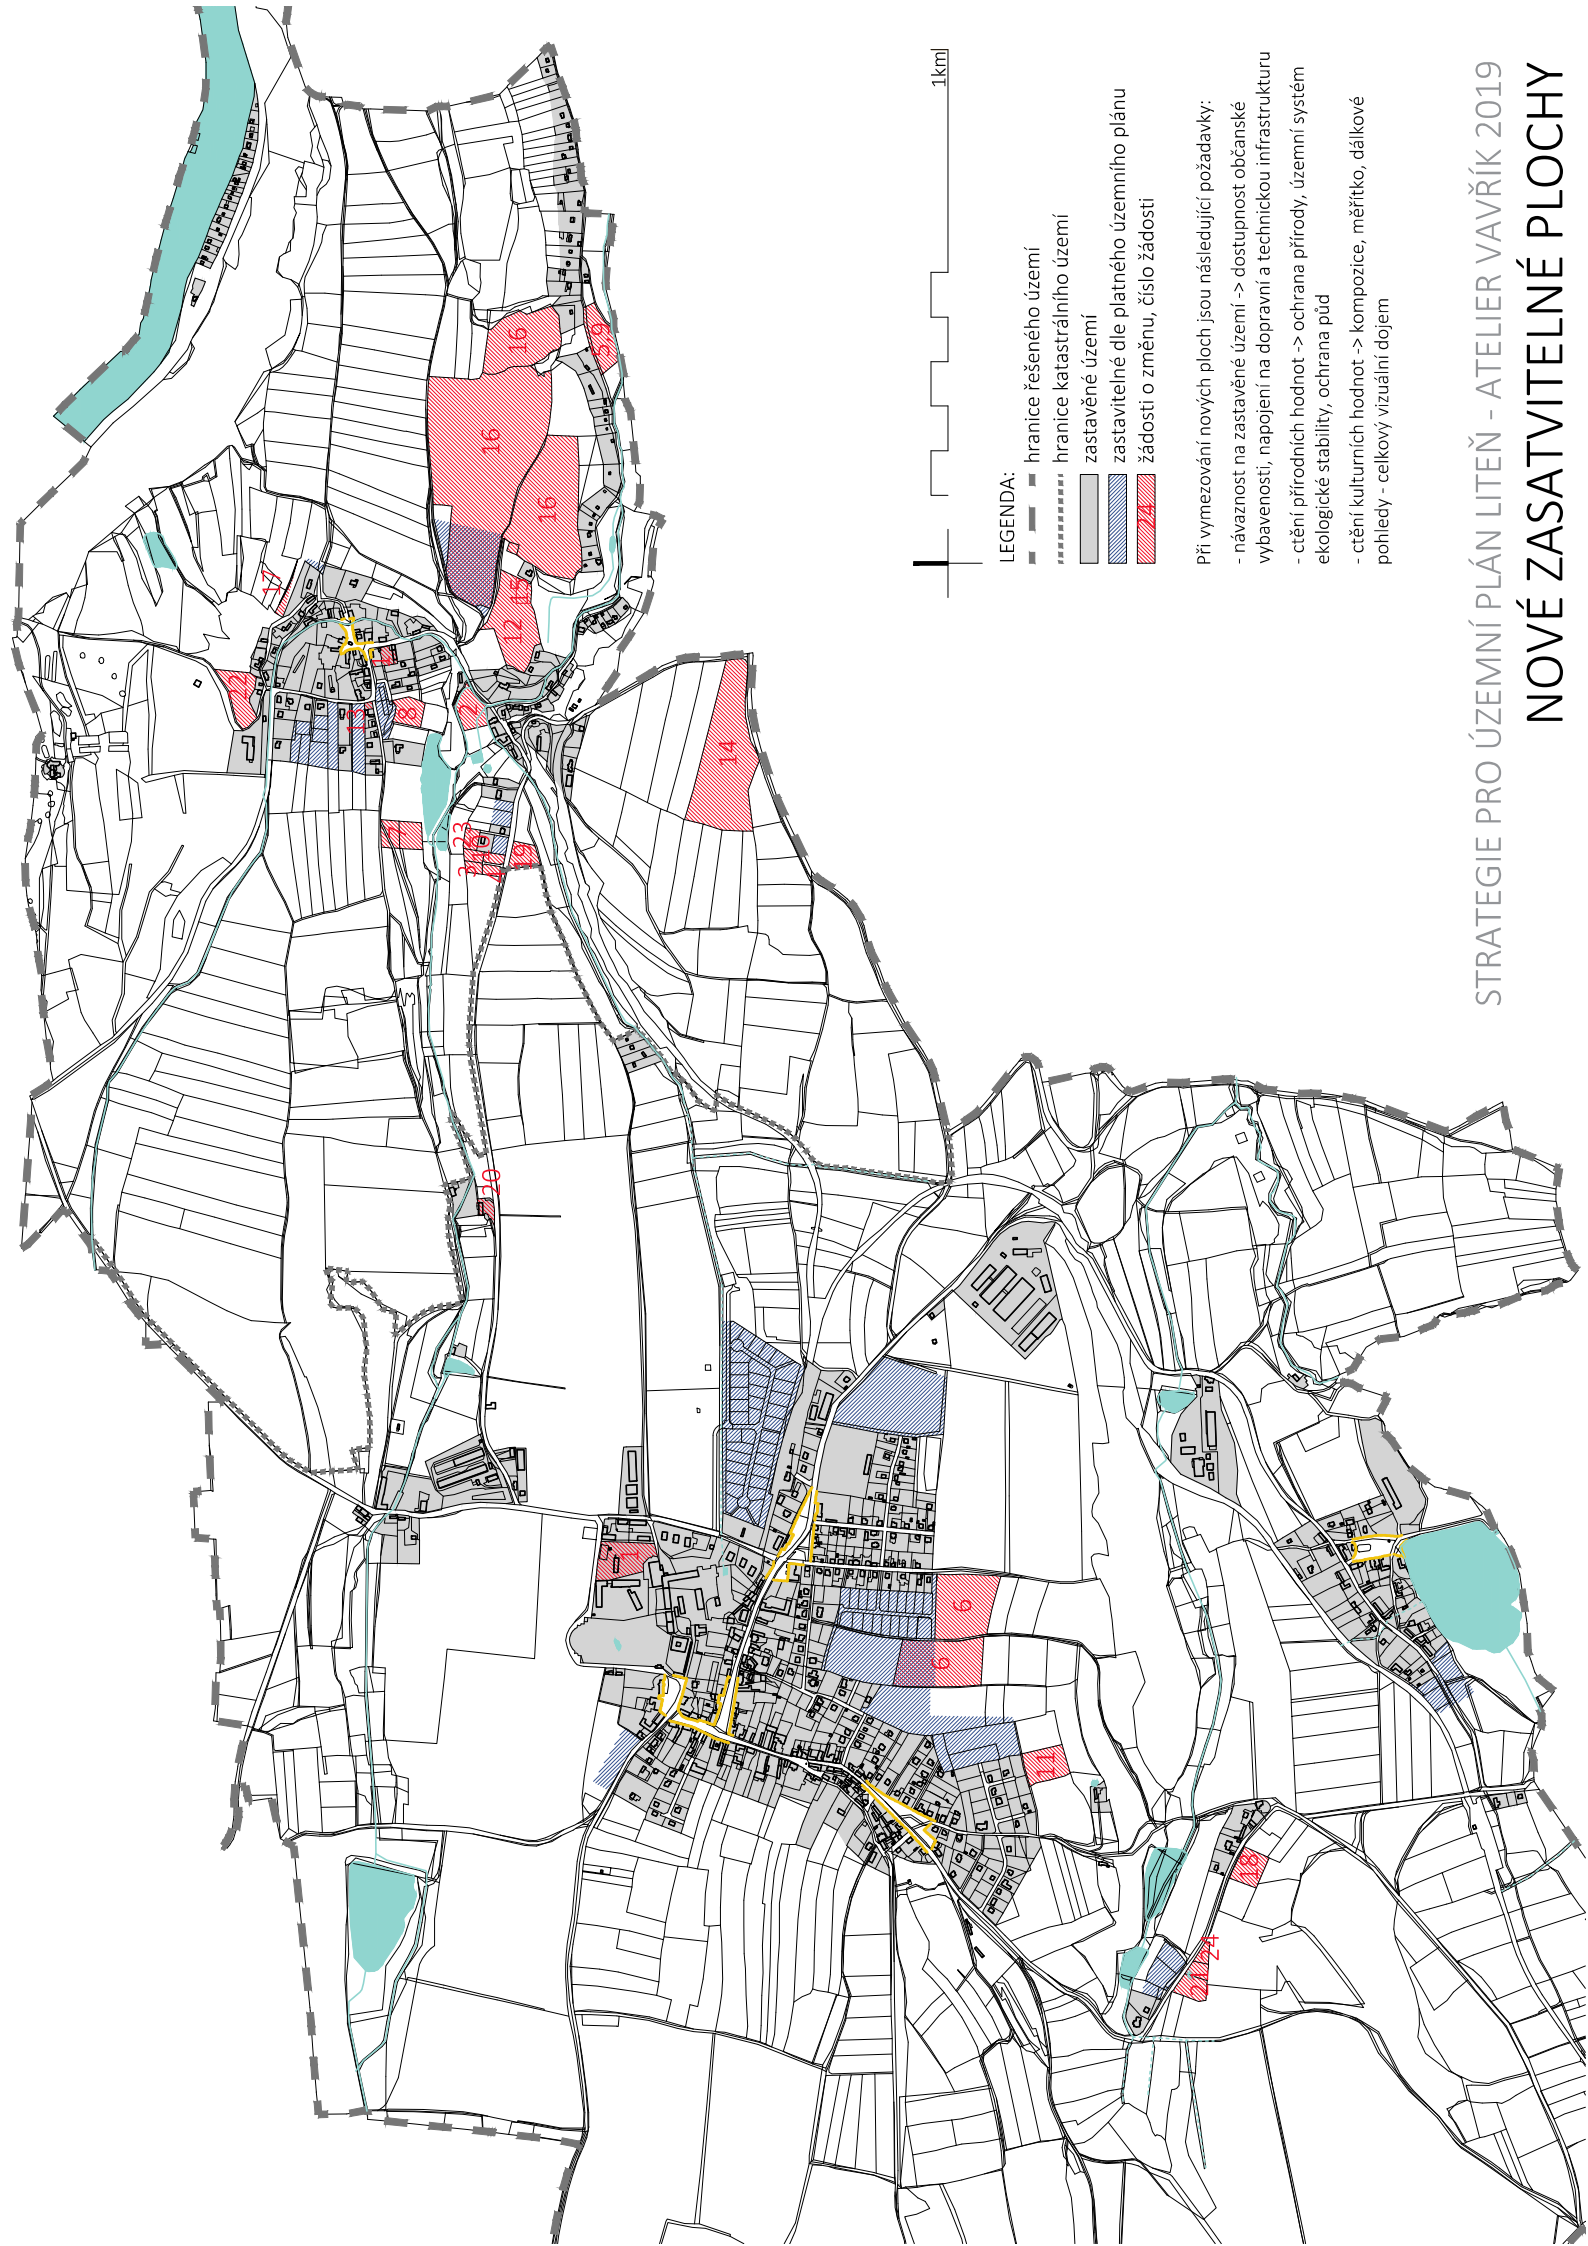 STRATEGIE PRO ÚZEMNÍ PLÁN LITEŇ - ATELIER VAVŘÍK 2019
NOVÉ ZASATVITELNÉ PLOCHY
1km
LEGENDA:
hranice řešeného území
hranice katastrálního území
zastavěné území
zastavitelné dle platného územního plánu
24 žádosti o změnu, číslo žádosti
Při vymezování nových ploch jsou následující požadavky:
- návaznost na zastavěné území -> dostupnost občanské
vybavenosti, napojení na dopravní a technickou infrastrukturu
- ctění přírodních hodnot -> ochrana přírody, územní systém
ekologické stability, ochrana půd
- ctění kulturních hodnot -> kompozice, měřítko, dálkové
pohledy - celkový vizuální dojem
16
5,9
16
16
17
15
12
22
13
8
2
14
7
23
3
4
19
20
1
6
6
11
18
24
21